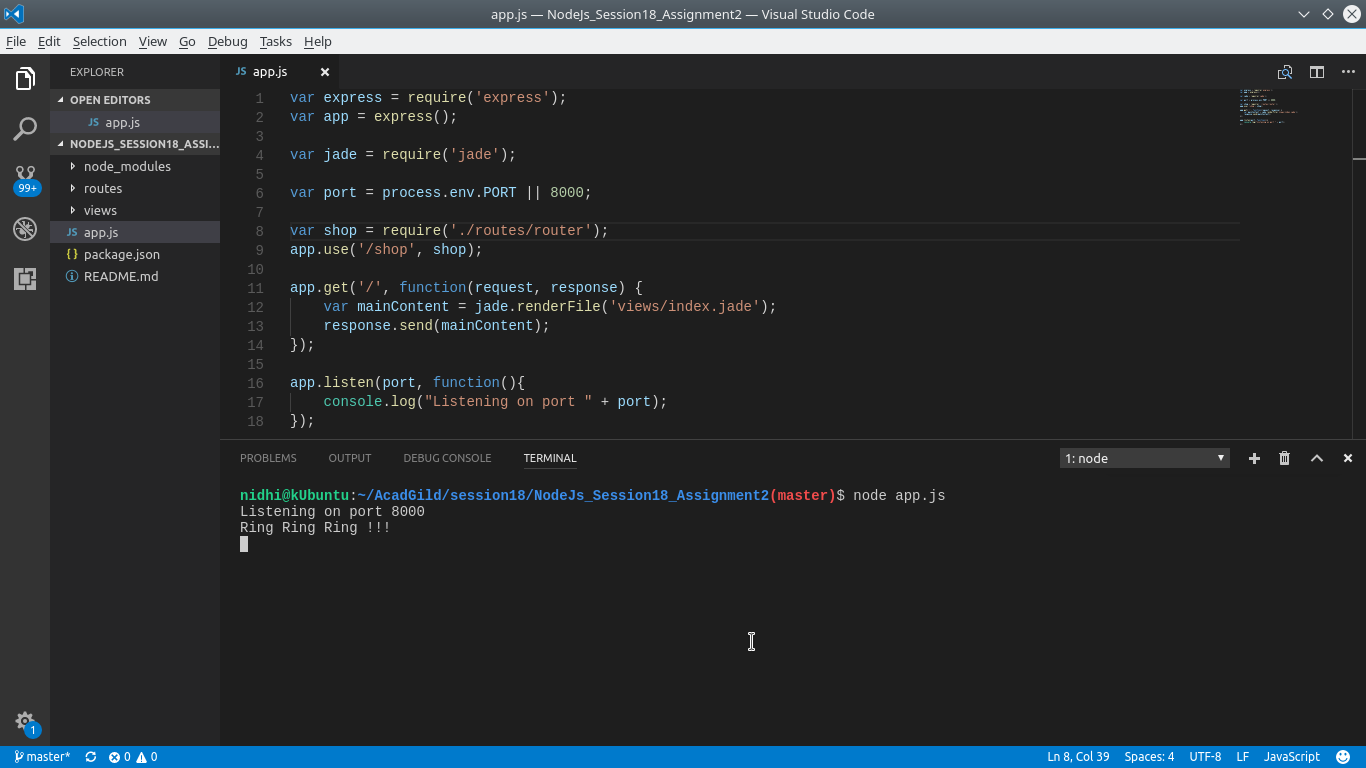 app.js — NodeJs_Session18_Assignment2 — Visual Studio Code
File Edit Selection View Go Debug Tasks Help
EXPLORER
OPEN EDITORS
JS app.js
NODEJS_SESSION18_ASSI...
node_modules
routes
views
JS app.js
{ } package.json
README.md
99+
1
JS app.js
1 var express = require('express');
2 var app = express();
3
4 var jade = require('jade');
5
6 var port = process.env.PORT || 8000;
7
8 var shop = require('./routes/router');
9 app.use('/shop', shop);
10
11 app.get('/', function(request, response) {
12     var mainContent = jade.renderFile('views/index.jade');
13     response.send(mainContent);
14 });
15
16 app.listen(port, function(){
17     console.log("Listening on port " + port);
18 });
PROBLEMS OUTPUT DEBUG CONSOLE TERMINAL 1: node
nidhi@kUbuntu:~/AcadGild/session18/NodeJs_Session18_Assignment2(master)$ node app.js
Listening on port 8000
Ring Ring Ring !!!
master* 0 0 Ln 8, Col 39 Spaces: 4 UTF-8 LF JavaScript